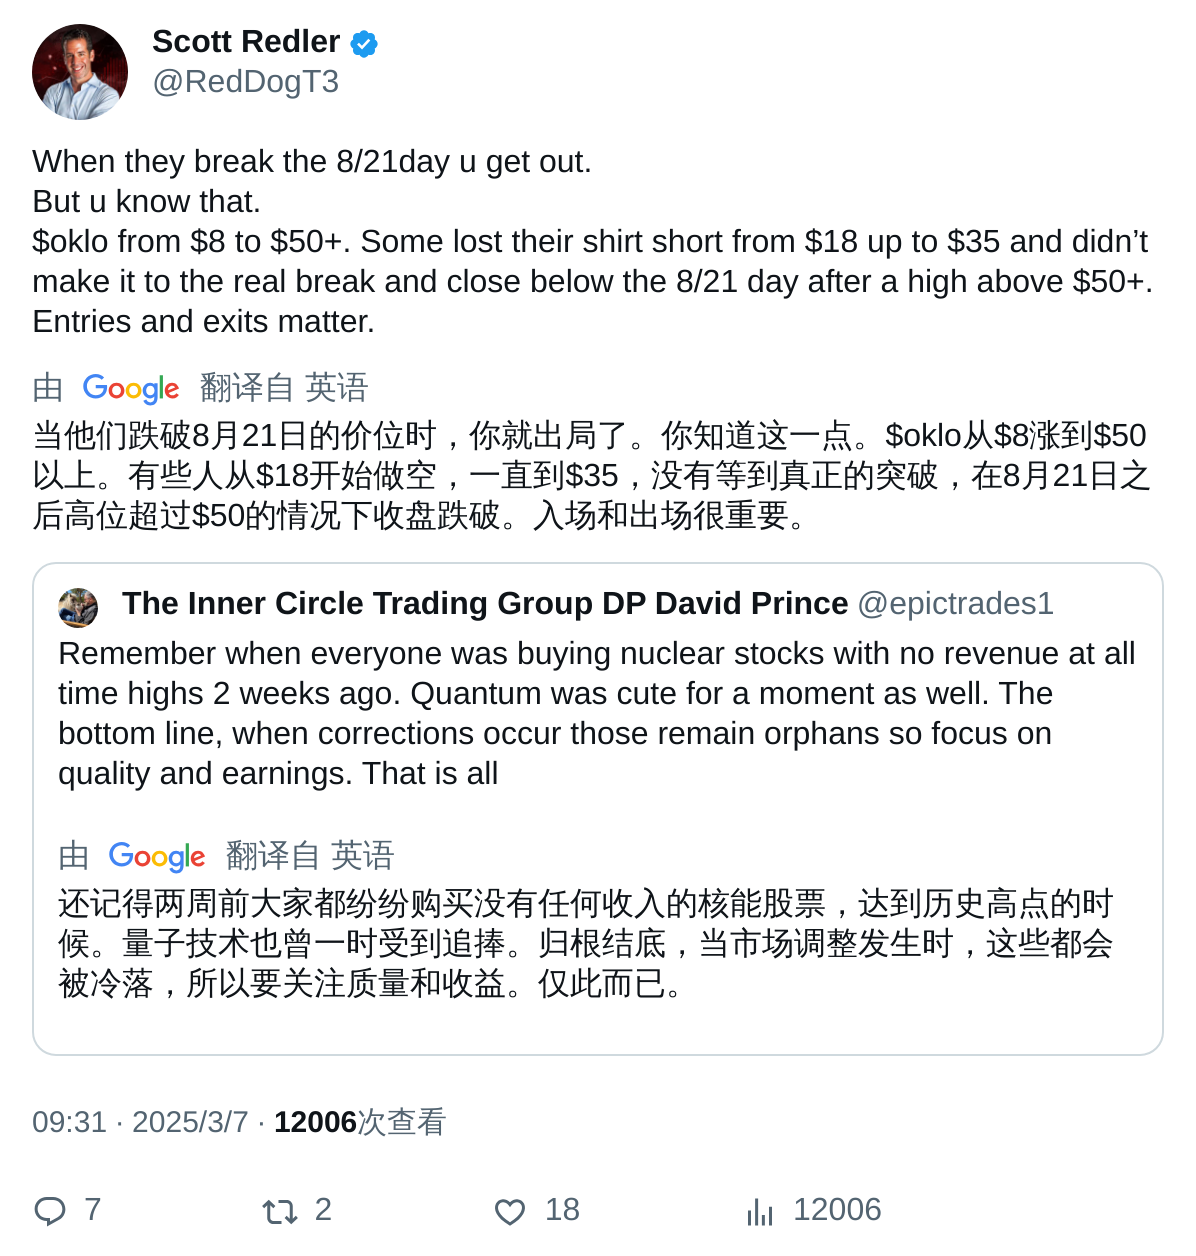 Scott Redler
@RedDogT3
When they break the 8/21day u get out.
But u know that.
$oklo from $8 to $50+. Some lost their shirt short from $18 up to $35 and didn’t
make it to the real break and close below the 8/21 day after a high above $50+.
Entries and exits matter.
由 Google 翻译自 英语
当他们跌破8月21日的价位时，你就出局了。你知道这一点。$oklo从$8涨到$50
以上。有些人从$18开始做空，一直到$35，没有等到真正的突破，在8月21日之
后高位超过$50的情况下收盘跌破。入场和出场很重要。
The Inner Circle Trading Group DP David Prince @epictrades1
Remember when everyone was buying nuclear stocks with no revenue at all
time highs 2 weeks ago. Quantum was cute for a moment as well. The
bottom line, when corrections occur those remain orphans so focus on
quality and earnings. That is all
由 Google 翻译自 英语
还记得两周前大家都纷纷购买没有任何收入的核能股票，达到历史高点的时
候。量子技术也曾一时受到追捧。归根结底，当市场调整发生时，这些都会
被冷落，所以要关注质量和收益。仅此而已。
09:31 · 2025/3/7 · 12006次查看
7 2 18 12006